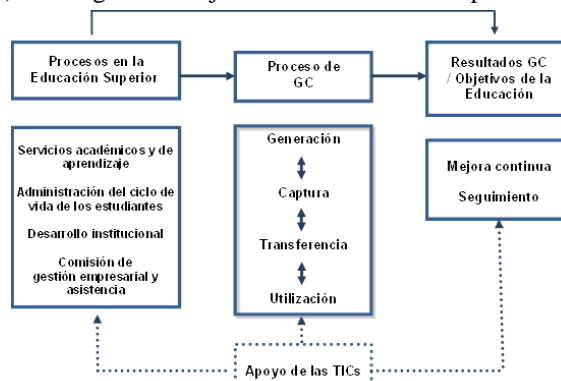 Procesos en la
Educación Superior
Proceso de
GC
Resultados GC
/ Objetivos de la
Educación
Servicios académicos y de
aprendizaje
Administración del ciclo de
vida de los estudiantes
Desarrollo institucional
Comisión de
gestión empresarial y
asistencia
Generación
Captura
Transferencia
Utilización
Mejora continua
Seguimiento
Apoyo de las TICs